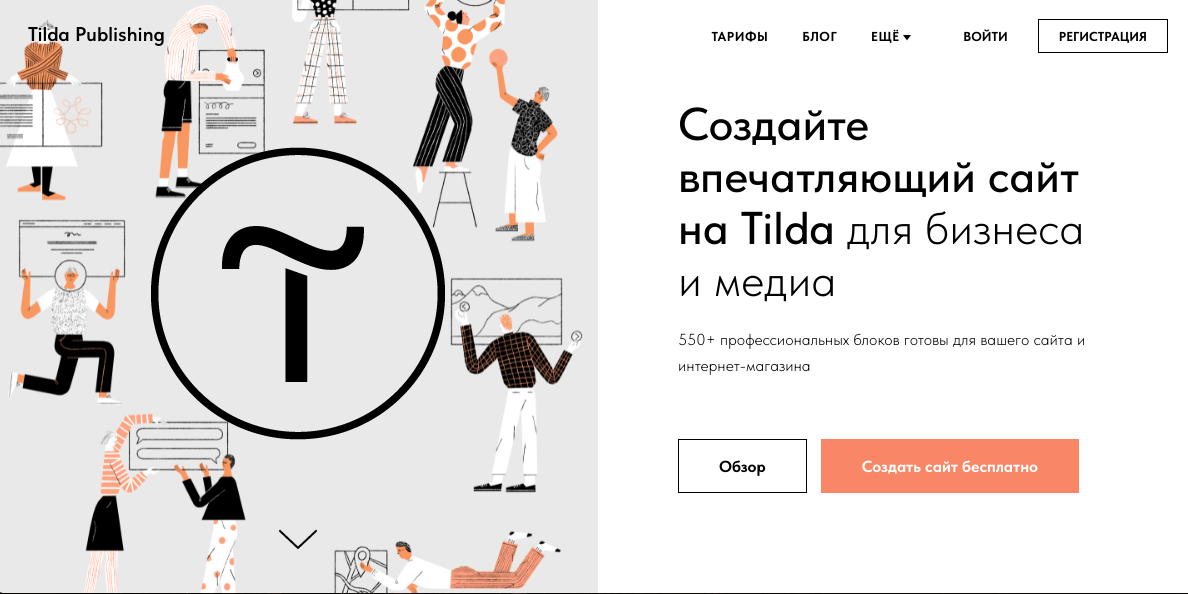 Tilda Publishing
ТАРИФЫ
БЛОГ
ЕЩЁ
ВОЙТИ
РЕГИСТРАЦИЯ
Создайте
впечатляющий сайт
на Tilda для бизнеса
и медиа
550+ профессиональных блоков готовы для вашего сайта и
интернет-магазина
Обзор
Создать сайт бесплатно